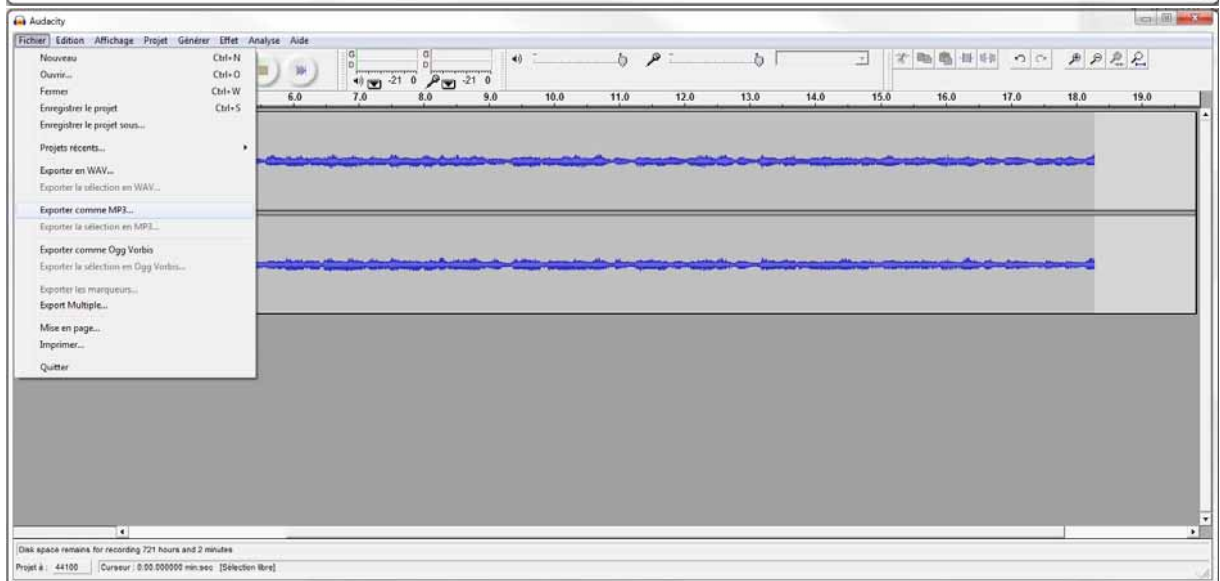 Audacity
Fichier Edition Affichage Projet Générer Effet Analyse Aide
Nouveau Ctrl+N
Ouvrir... Ctrl+O
Fermer Ctrl+W
Enregistrer le projet Ctrl+S
Enregistrer le projet sous...
Projets récents...
Exporter en WAV...
Exporter la sélection en WAV...
Exporter comme MP3...
Exporter la sélection en MP3...
Exporter comme Ogg Vorbis
Exporter la sélection en Ogg Vorbis...
Exporter les marqueurs...
Export Multiple...
Mise en page...
Imprimer...
Quitter
G G
D D
-21 0 -21 0
6.0 7.0 8.0 9.0 10.0 11.0 12.0 13.0 14.0 15.0 16.0 17.0 18.0 19.0
Disk space remains for recording 721 hours and 2 minutes
Projet à : 44100 Curseur : 0:00.000000 min:sec [Sélection libre]